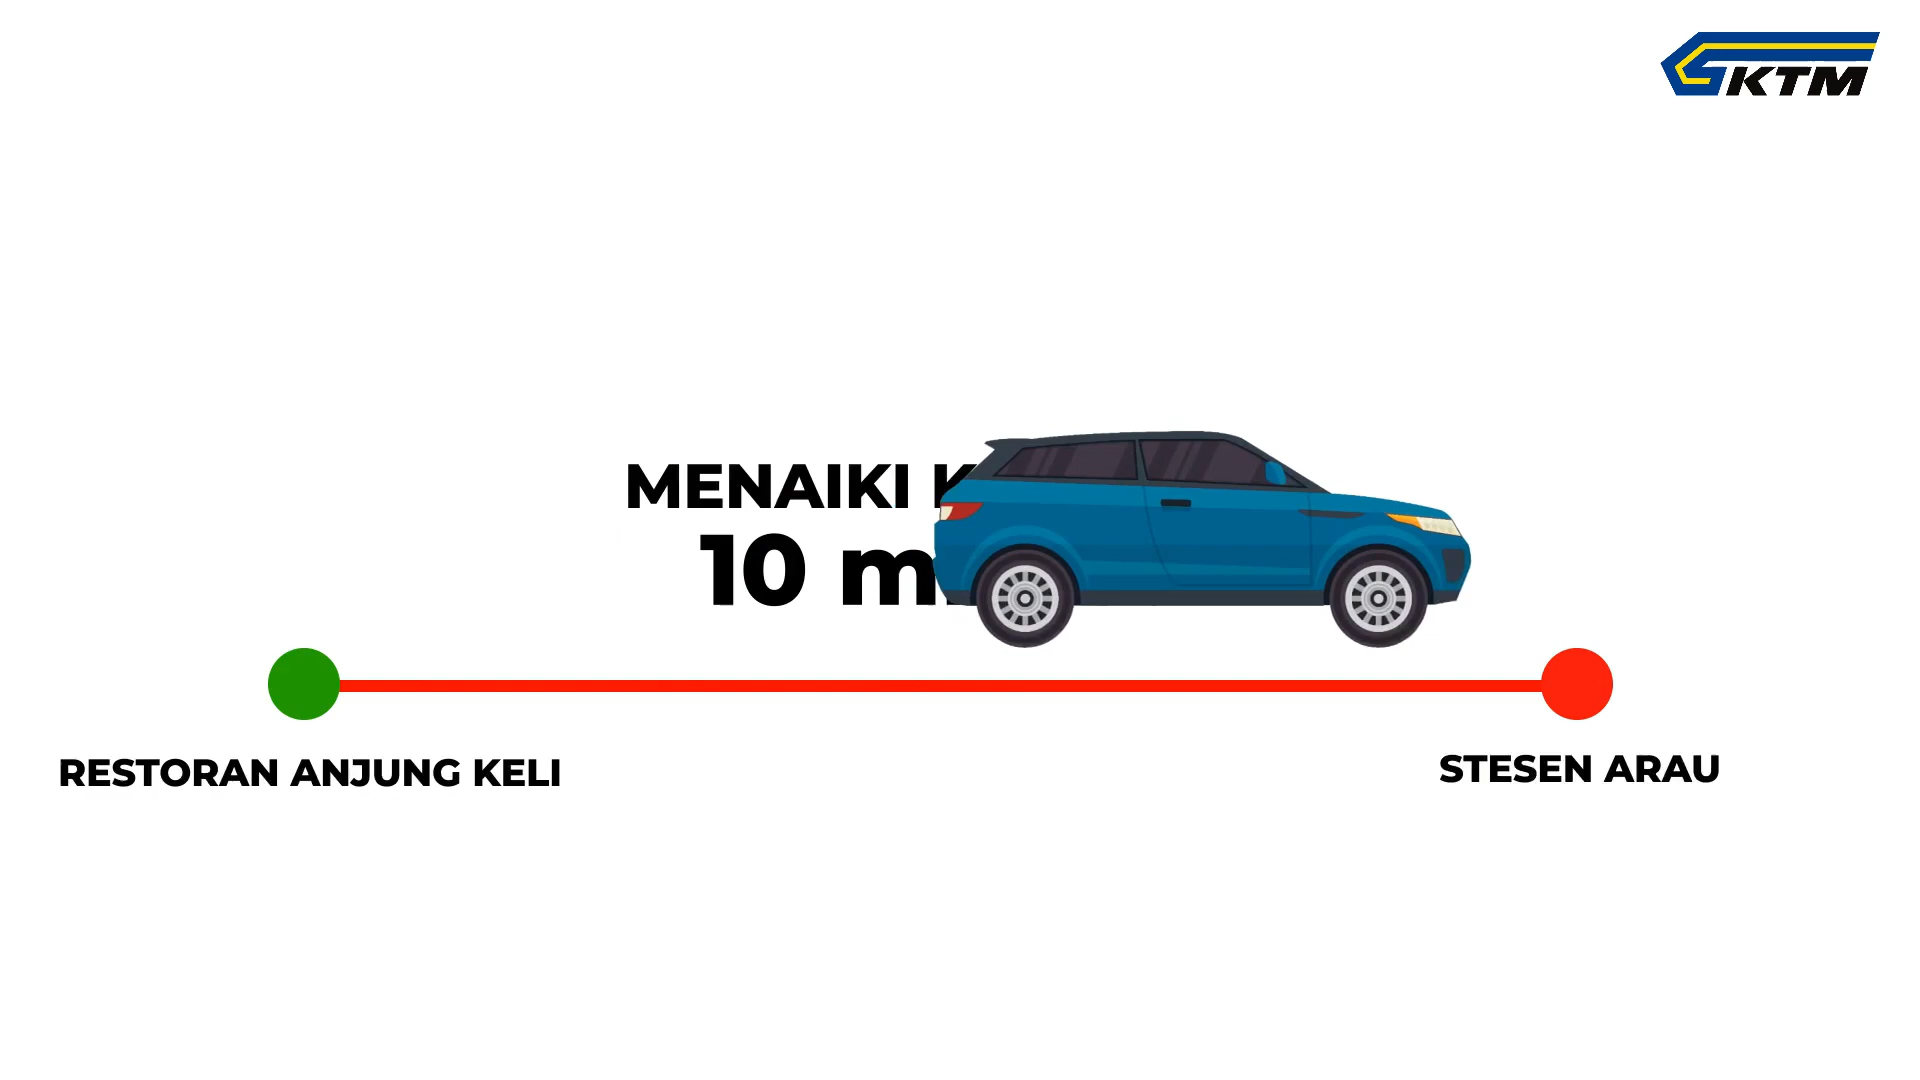 KTM
MENAIKI
10
RESTORAN ANJUNG KELI
STESEN ARAU